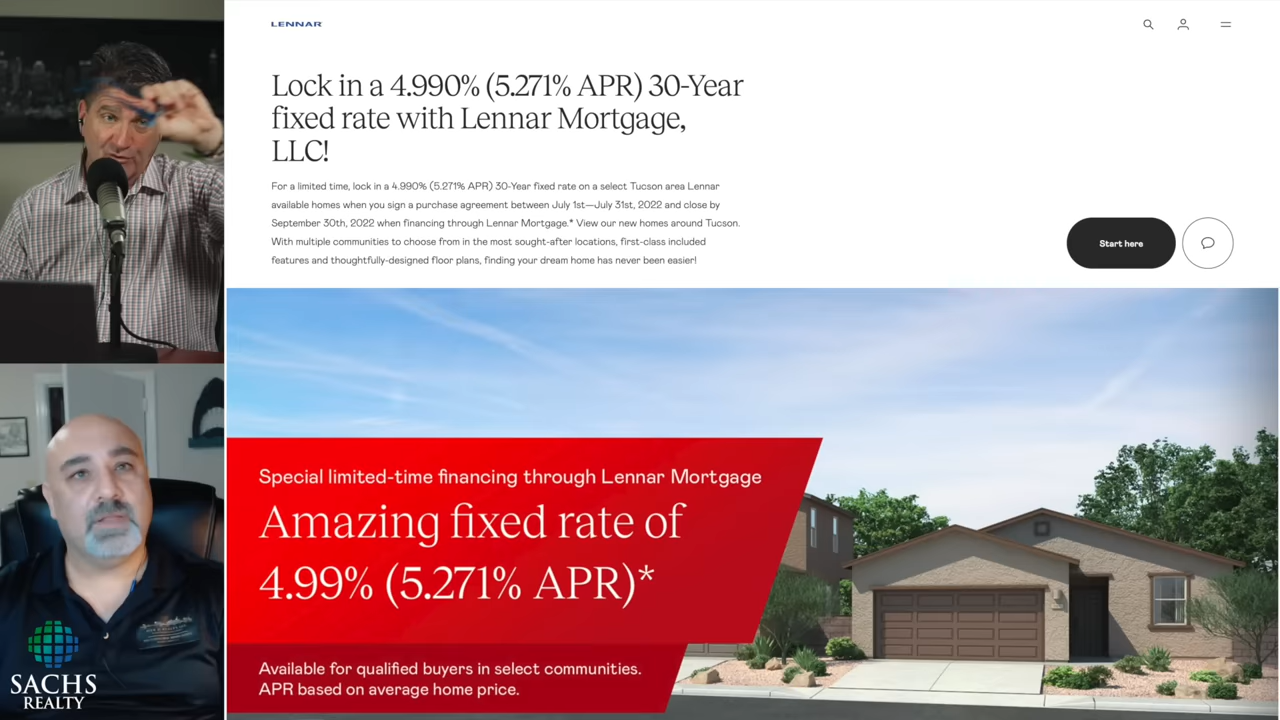 LENNAR
Lock in a 4.990% (5.271% APR) 30-Year
fixed rate with Lennar Mortgage,
LLC!
For a limited time, lock in a 4.990% (5.271% APR) 30-Year fixed rate on a select Tucson area Lennar
available homes when you sign a purchase agreement between July 1st—July 31st, 2022 and close by
September 30th, 2022 when financing through Lennar Mortgage.* View our new homes around Tucson.
With multiple communities to choose from in the most sought-after locations, first-class included
features and thoughtfully-designed floor plans, finding your dream home has never been easier!
Start here
Special limited-time financing through Lennar Mortgage
Amazing fixed rate of
4.99% (5.271% APR)*
Available for qualified buyers in select communities.
APR based on average home price.
SACHS
REALTY